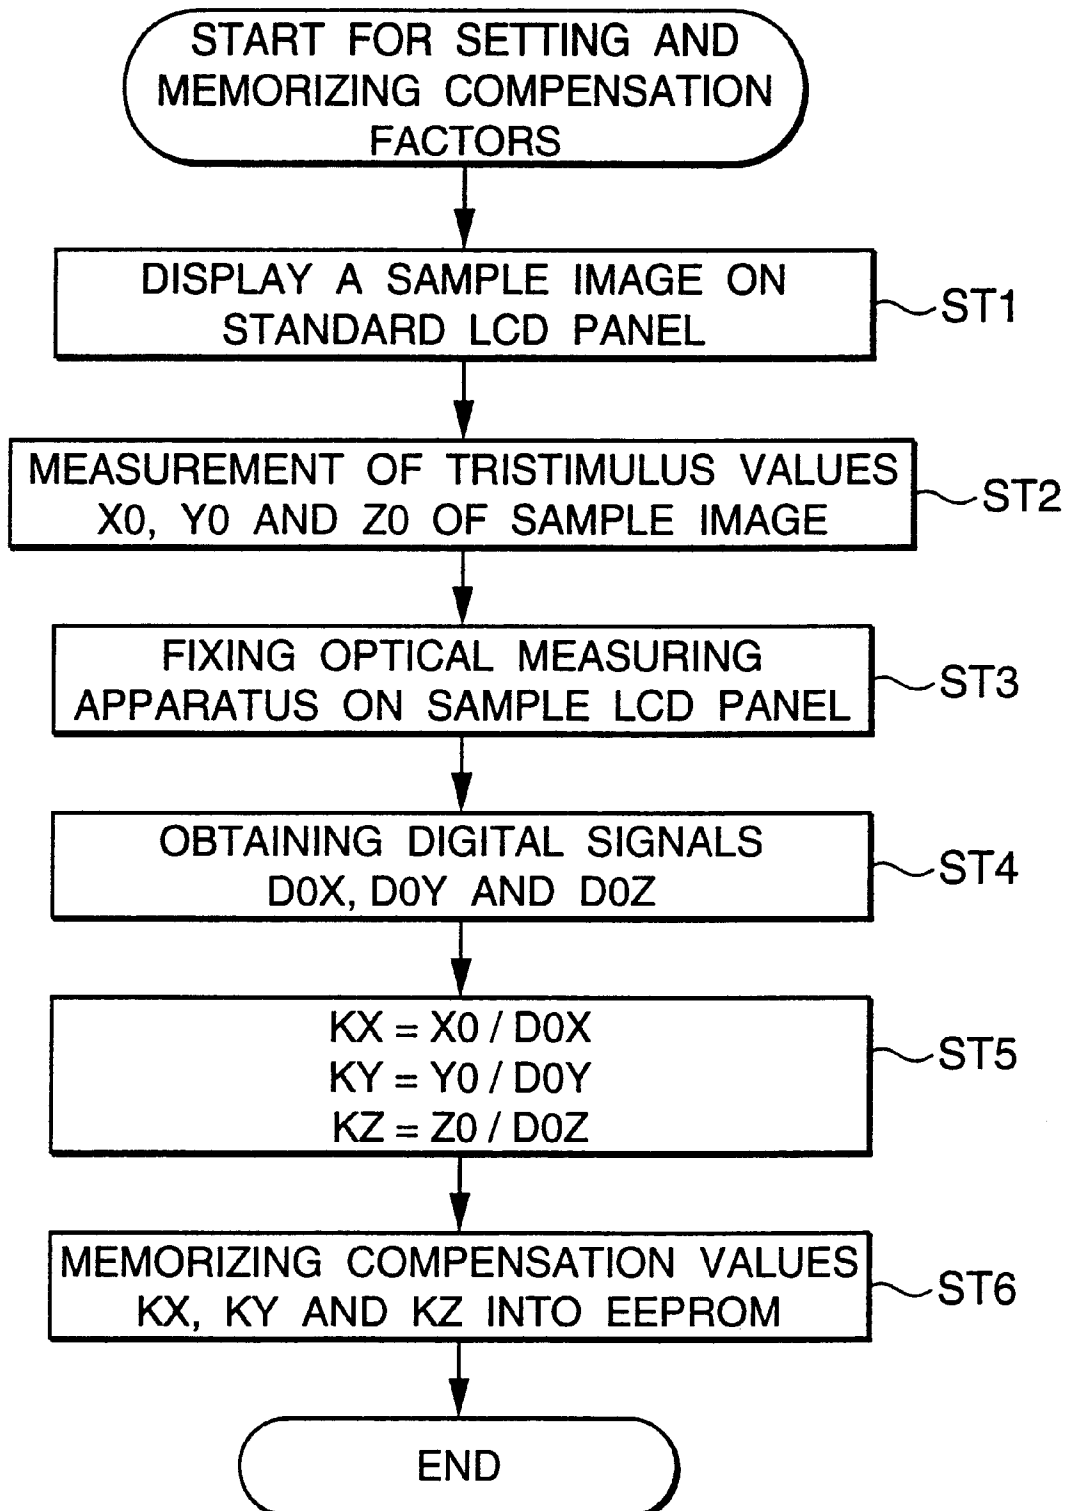 START FOR SETTING AND
MEMORIZING COMPENSATION
FACTORS
DISPLAY A SAMPLE IMAGE ON
STANDARD LCD PANEL
ST1
MEASUREMENT OF TRISTIMULUS VALUES
X0, Y0 AND Z0 OF SAMPLE IMAGE
ST2
FIXING OPTICAL MEASURING
APPARATUS ON SAMPLE LCD PANEL
ST3
OBTAINING DIGITAL SIGNALS
D0X, D0Y AND D0Z
ST4
KX = X0 / D0X
KY = Y0 / D0Y
KZ = Z0 / D0Z
ST5
MEMORIZING COMPENSATION VALUES
KX, KY AND KZ INTO EEPROM
ST6
END